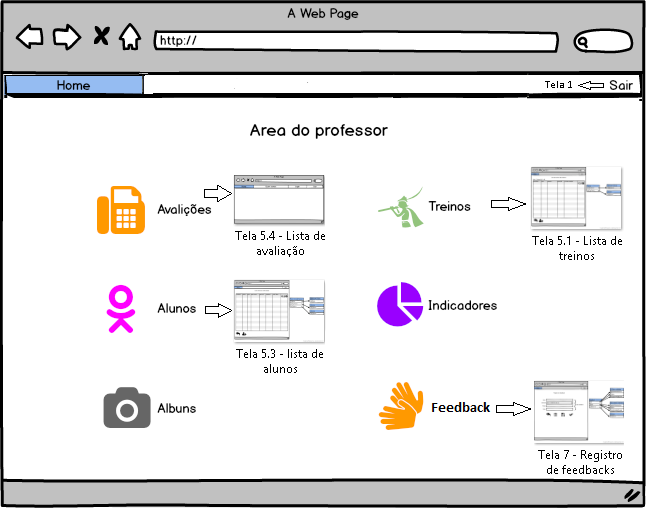 A Web Page
http://
Home
Tela 1
Sair
Area do professor
Avalições
Tela 5.4 - Lista de
avaliação
Treinos
Tela 5.1 - Lista de
treinos
Alunos
Tela 5.3 - lista de
alunos
Indicadores
Albuns
Feedback
Tela 7 - Registro
de feedbacks